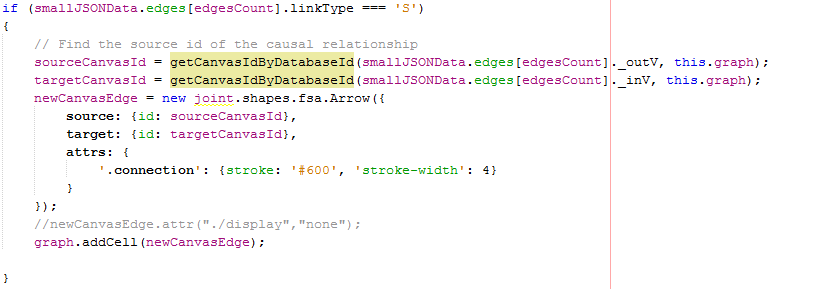 if (smallJSONData.edges[edgesCount].linkType === 'S')
{
    // Find the source id of the causal relationship
    sourceCanvasId = getCanvasIdByDatabaseId(smallJSONData.edges[edgesCount]._outV, this.graph);
    targetCanvasId = getCanvasIdByDatabaseId(smallJSONData.edges[edgesCount]._inV, this.graph);
    newCanvasEdge = new joint.shapes.fsa.Arrow({
        source: {id: sourceCanvasId},
        target: {id: targetCanvasId},
        attrs: {
            '.connection': {stroke: '#600', 'stroke-width': 4}
        }
    });
    //newCanvasEdge.attr("./display","none");
    graph.addCell(newCanvasEdge);
}